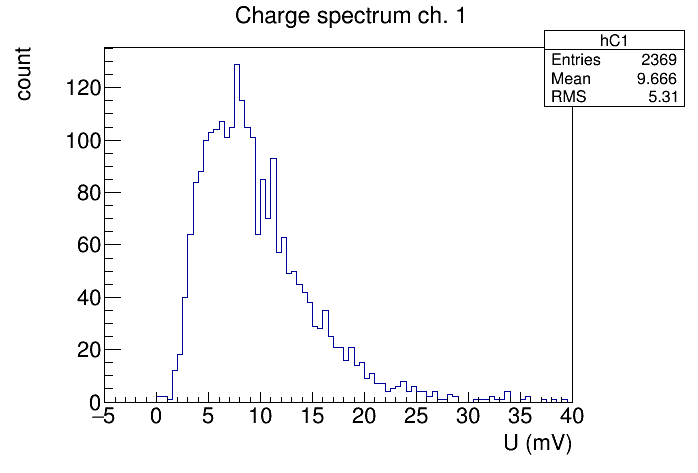 Charge spectrum ch. 1
hC1
Entries 2369
Mean 9.666
RMS 5.31
count
120
100
80
60
40
20
0
−5 0 5 10 15 20 25 30 35 40
U (mV)